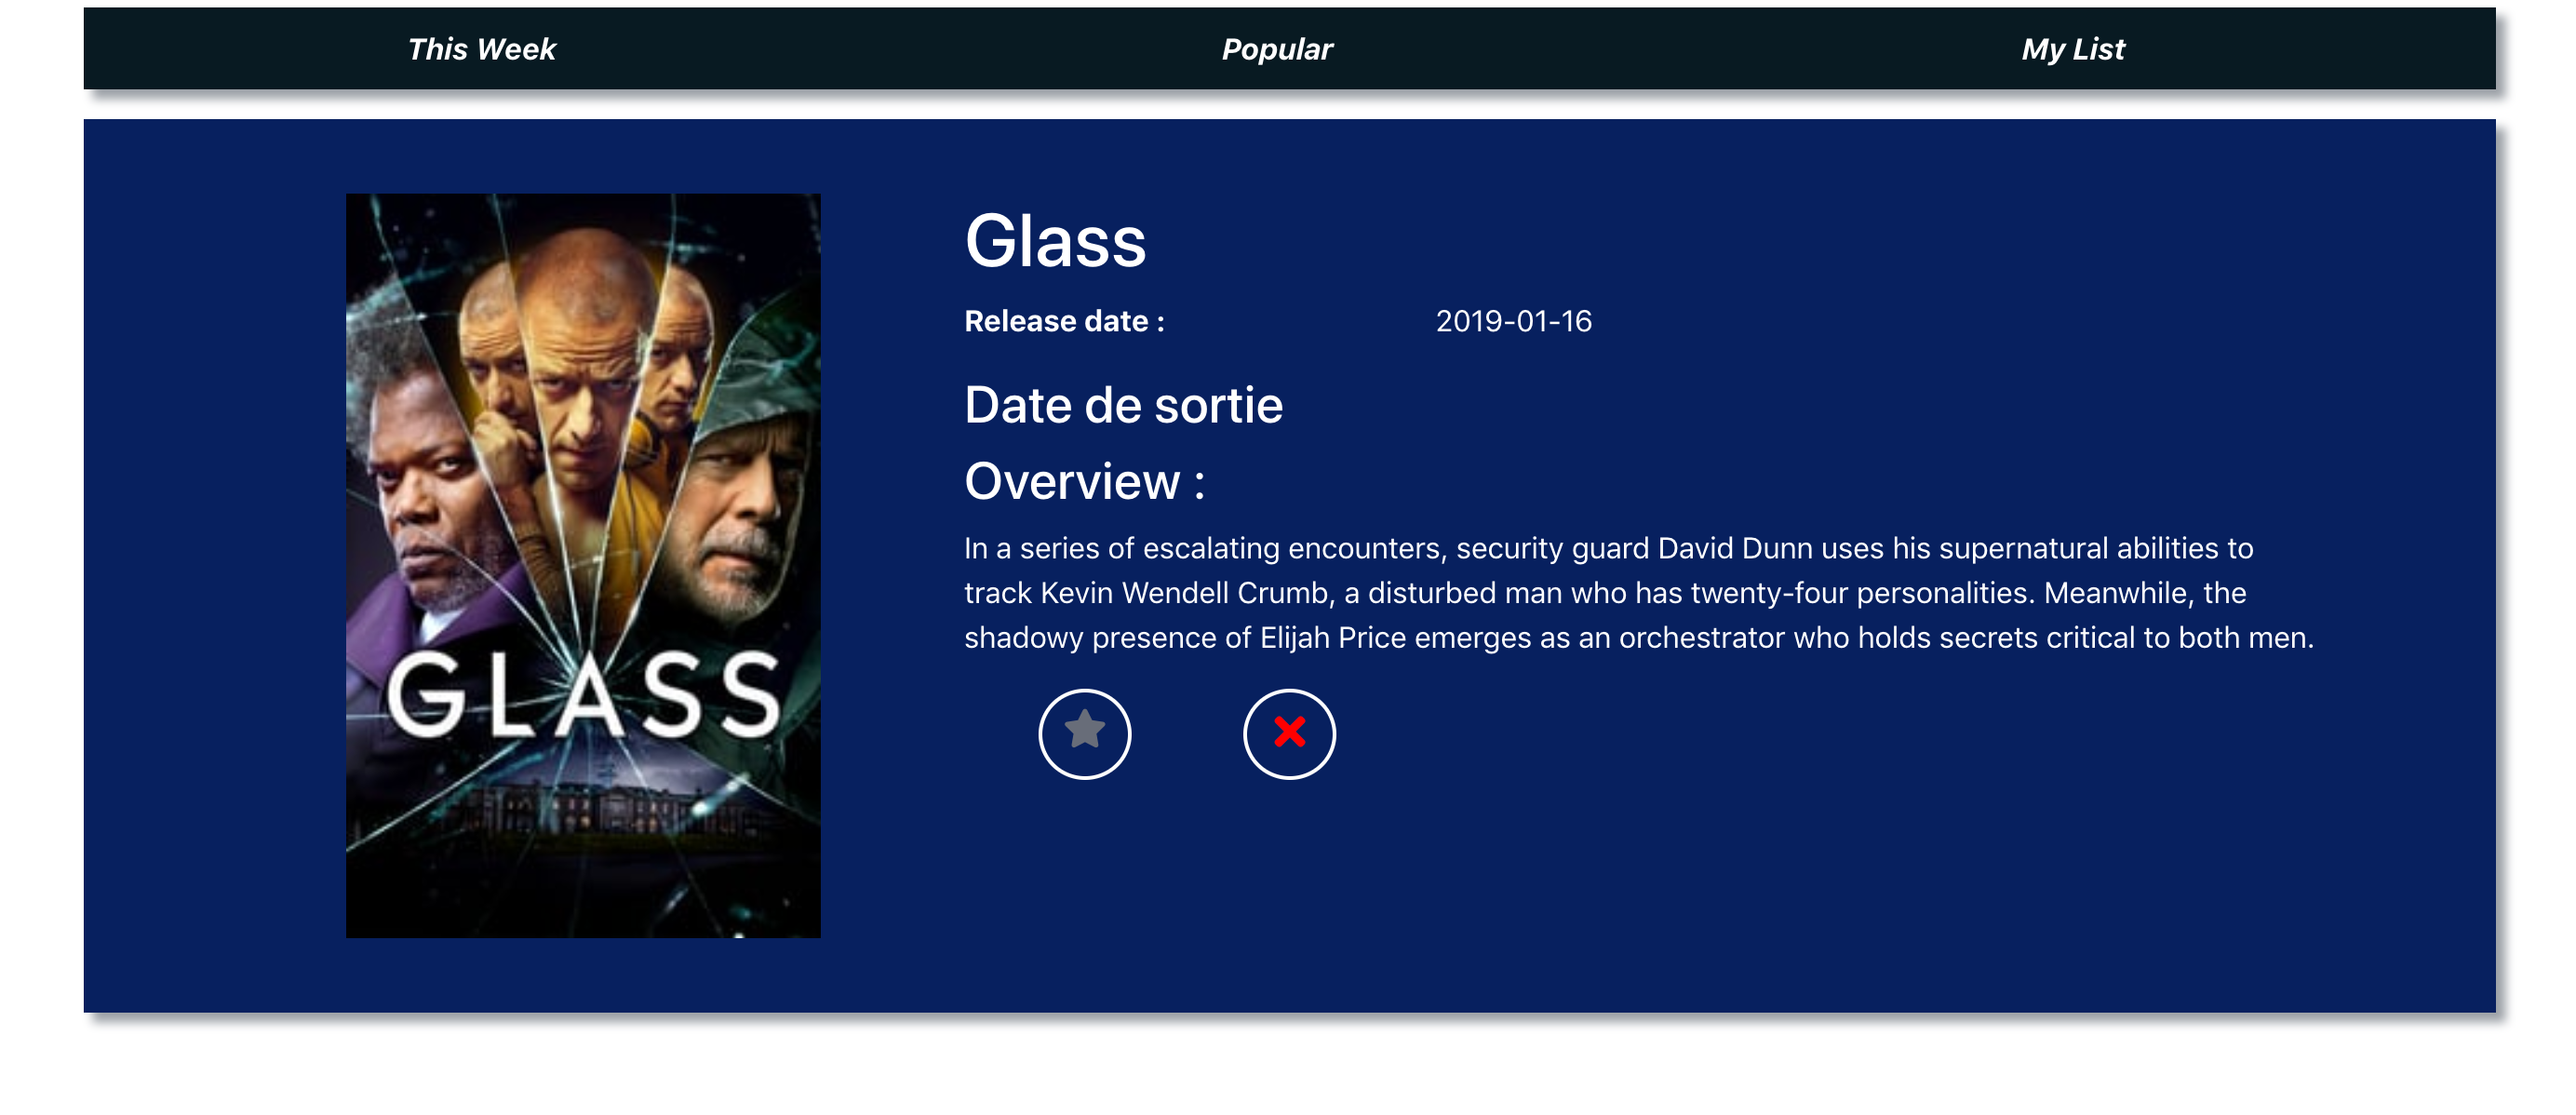 This Week
Popular
My List
Glass
Release date :
2019-01-16
Date de sortie
Overview :
In a series of escalating encounters, security guard David Dunn uses his supernatural abilities to
track Kevin Wendell Crumb, a disturbed man who has twenty-four personalities. Meanwhile, the
shadowy presence of Elijah Price emerges as an orchestrator who holds secrets critical to both men.
GLASS